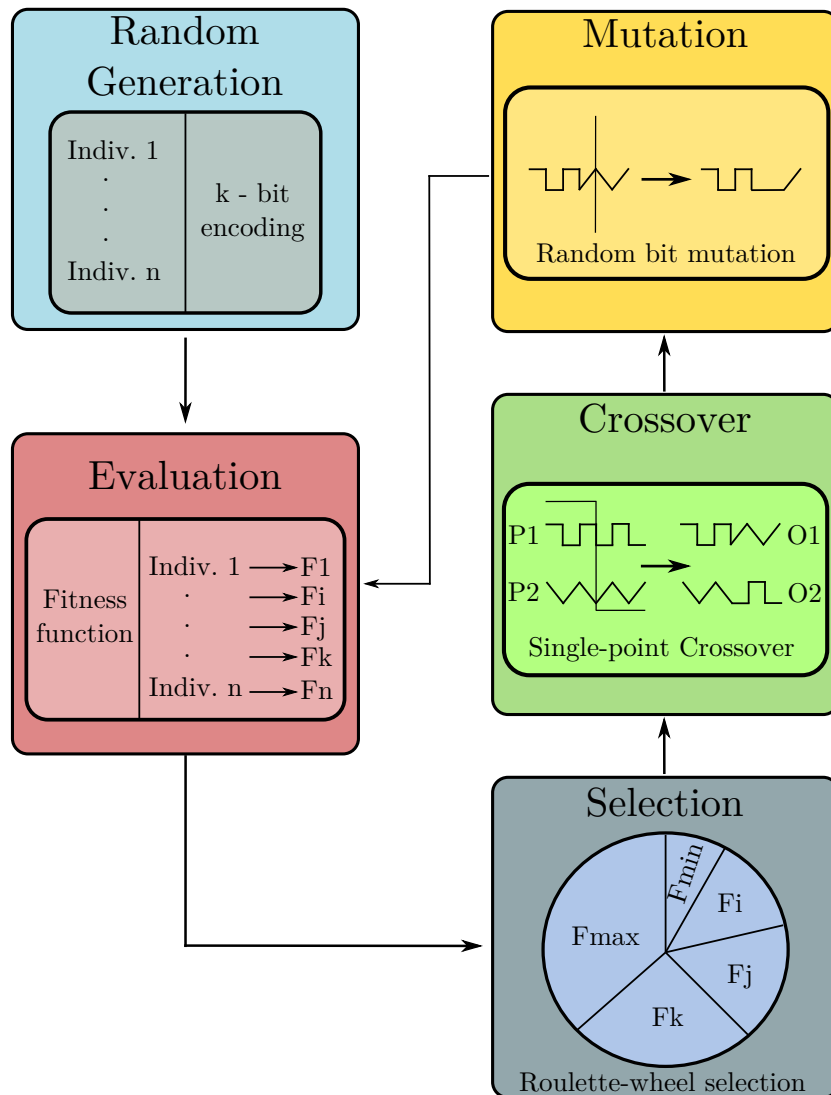 Random
Generation
Indiv. 1
.
.
.
Indiv. n
k - bit
encoding
Mutation
Random bit mutation
Evaluation
Fitness
function
Indiv. 1 F1
. Fi
. Fj
. Fk
Indiv. n Fn
Crossover
P1 O1
P2 O2
Single-point Crossover
Selection
Fmin
Fi
Fmax
Fj
Fk
Roulette-wheel selection